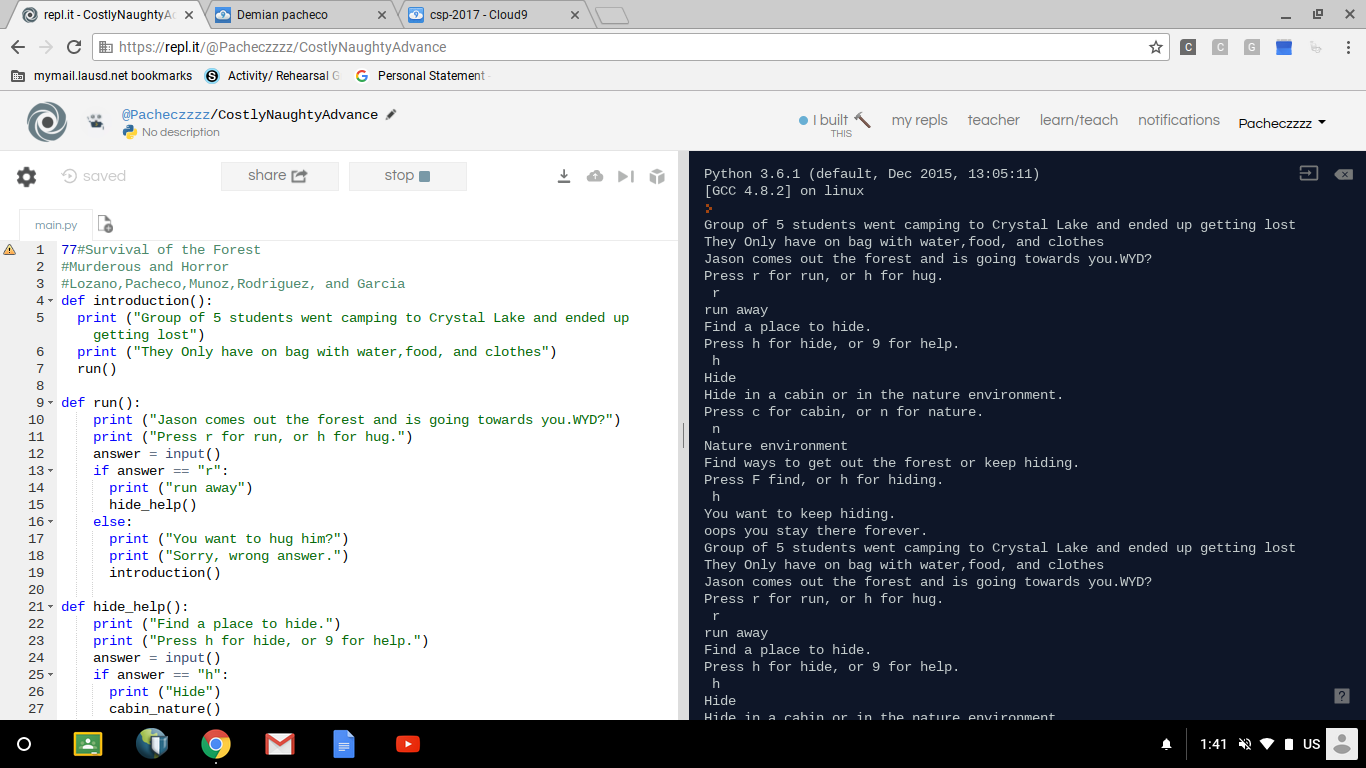 repl.it - CostlyNaughtyA
Demian pacheco
csp-2017 - Cloud9
https://repl.it/@Pacheczzzz/CostlyNaughtyAdvance
C
C
G
mymail.lausd.net bookmarks
S
Activity/ Rehearsal G
G
Personal Statement -
@Pacheczzzz/CostlyNaughtyAdvance
No description
I built
THIS
my repls
teacher
learn/teach
notifications
Pacheczzzz
saved
share
stop
main.py
1 77#Survival of the Forest
2 #Murderous and Horror
3 #Lozano,Pacheco,Munoz,Rodriguez, and Garcia
4 def introduction():
5 print ("Group of 5 students went camping to Crystal Lake and ended up
getting lost")
6 print ("They Only have on bag with water,food, and clothes")
7 run()
8
9 def run():
10 print ("Jason comes out the forest and is going towards you.WYD?")
11 print ("Press r for run, or h for hug.")
12 answer = input()
13 if answer == "r":
14 print ("run away")
15 hide_help()
16 else:
17 print ("You want to hug him?")
18 print ("Sorry, wrong answer.")
19 introduction()
20
21 def hide_help():
22 print ("Find a place to hide.")
23 print ("Press h for hide, or 9 for help.")
24 answer = input()
25 if answer == "h":
26 print ("Hide")
27 cabin_nature()
Python 3.6.1 (default, Dec 2015, 13:05:11)
[GCC 4.8.2] on linux
Group of 5 students went camping to Crystal Lake and ended up getting lost
They Only have on bag with water,food, and clothes
Jason comes out the forest and is going towards you.WYD?
Press r for run, or h for hug.
r
run away
Find a place to hide.
Press h for hide, or 9 for help.
h
Hide
Hide in a cabin or in the nature environment.
Press c for cabin, or n for nature.
n
Nature environment
Find ways to get out the forest or keep hiding.
Press F find, or h for hiding.
h
You want to keep hiding.
oops you stay there forever.
Group of 5 students went camping to Crystal Lake and ended up getting lost
They Only have on bag with water,food, and clothes
Jason comes out the forest and is going towards you.WYD?
Press r for run, or h for hug.
r
run away
Find a place to hide.
Press h for hide, or 9 for help.
h
Hide
Hide in a cabin or in the nature environment
?
1:41
US